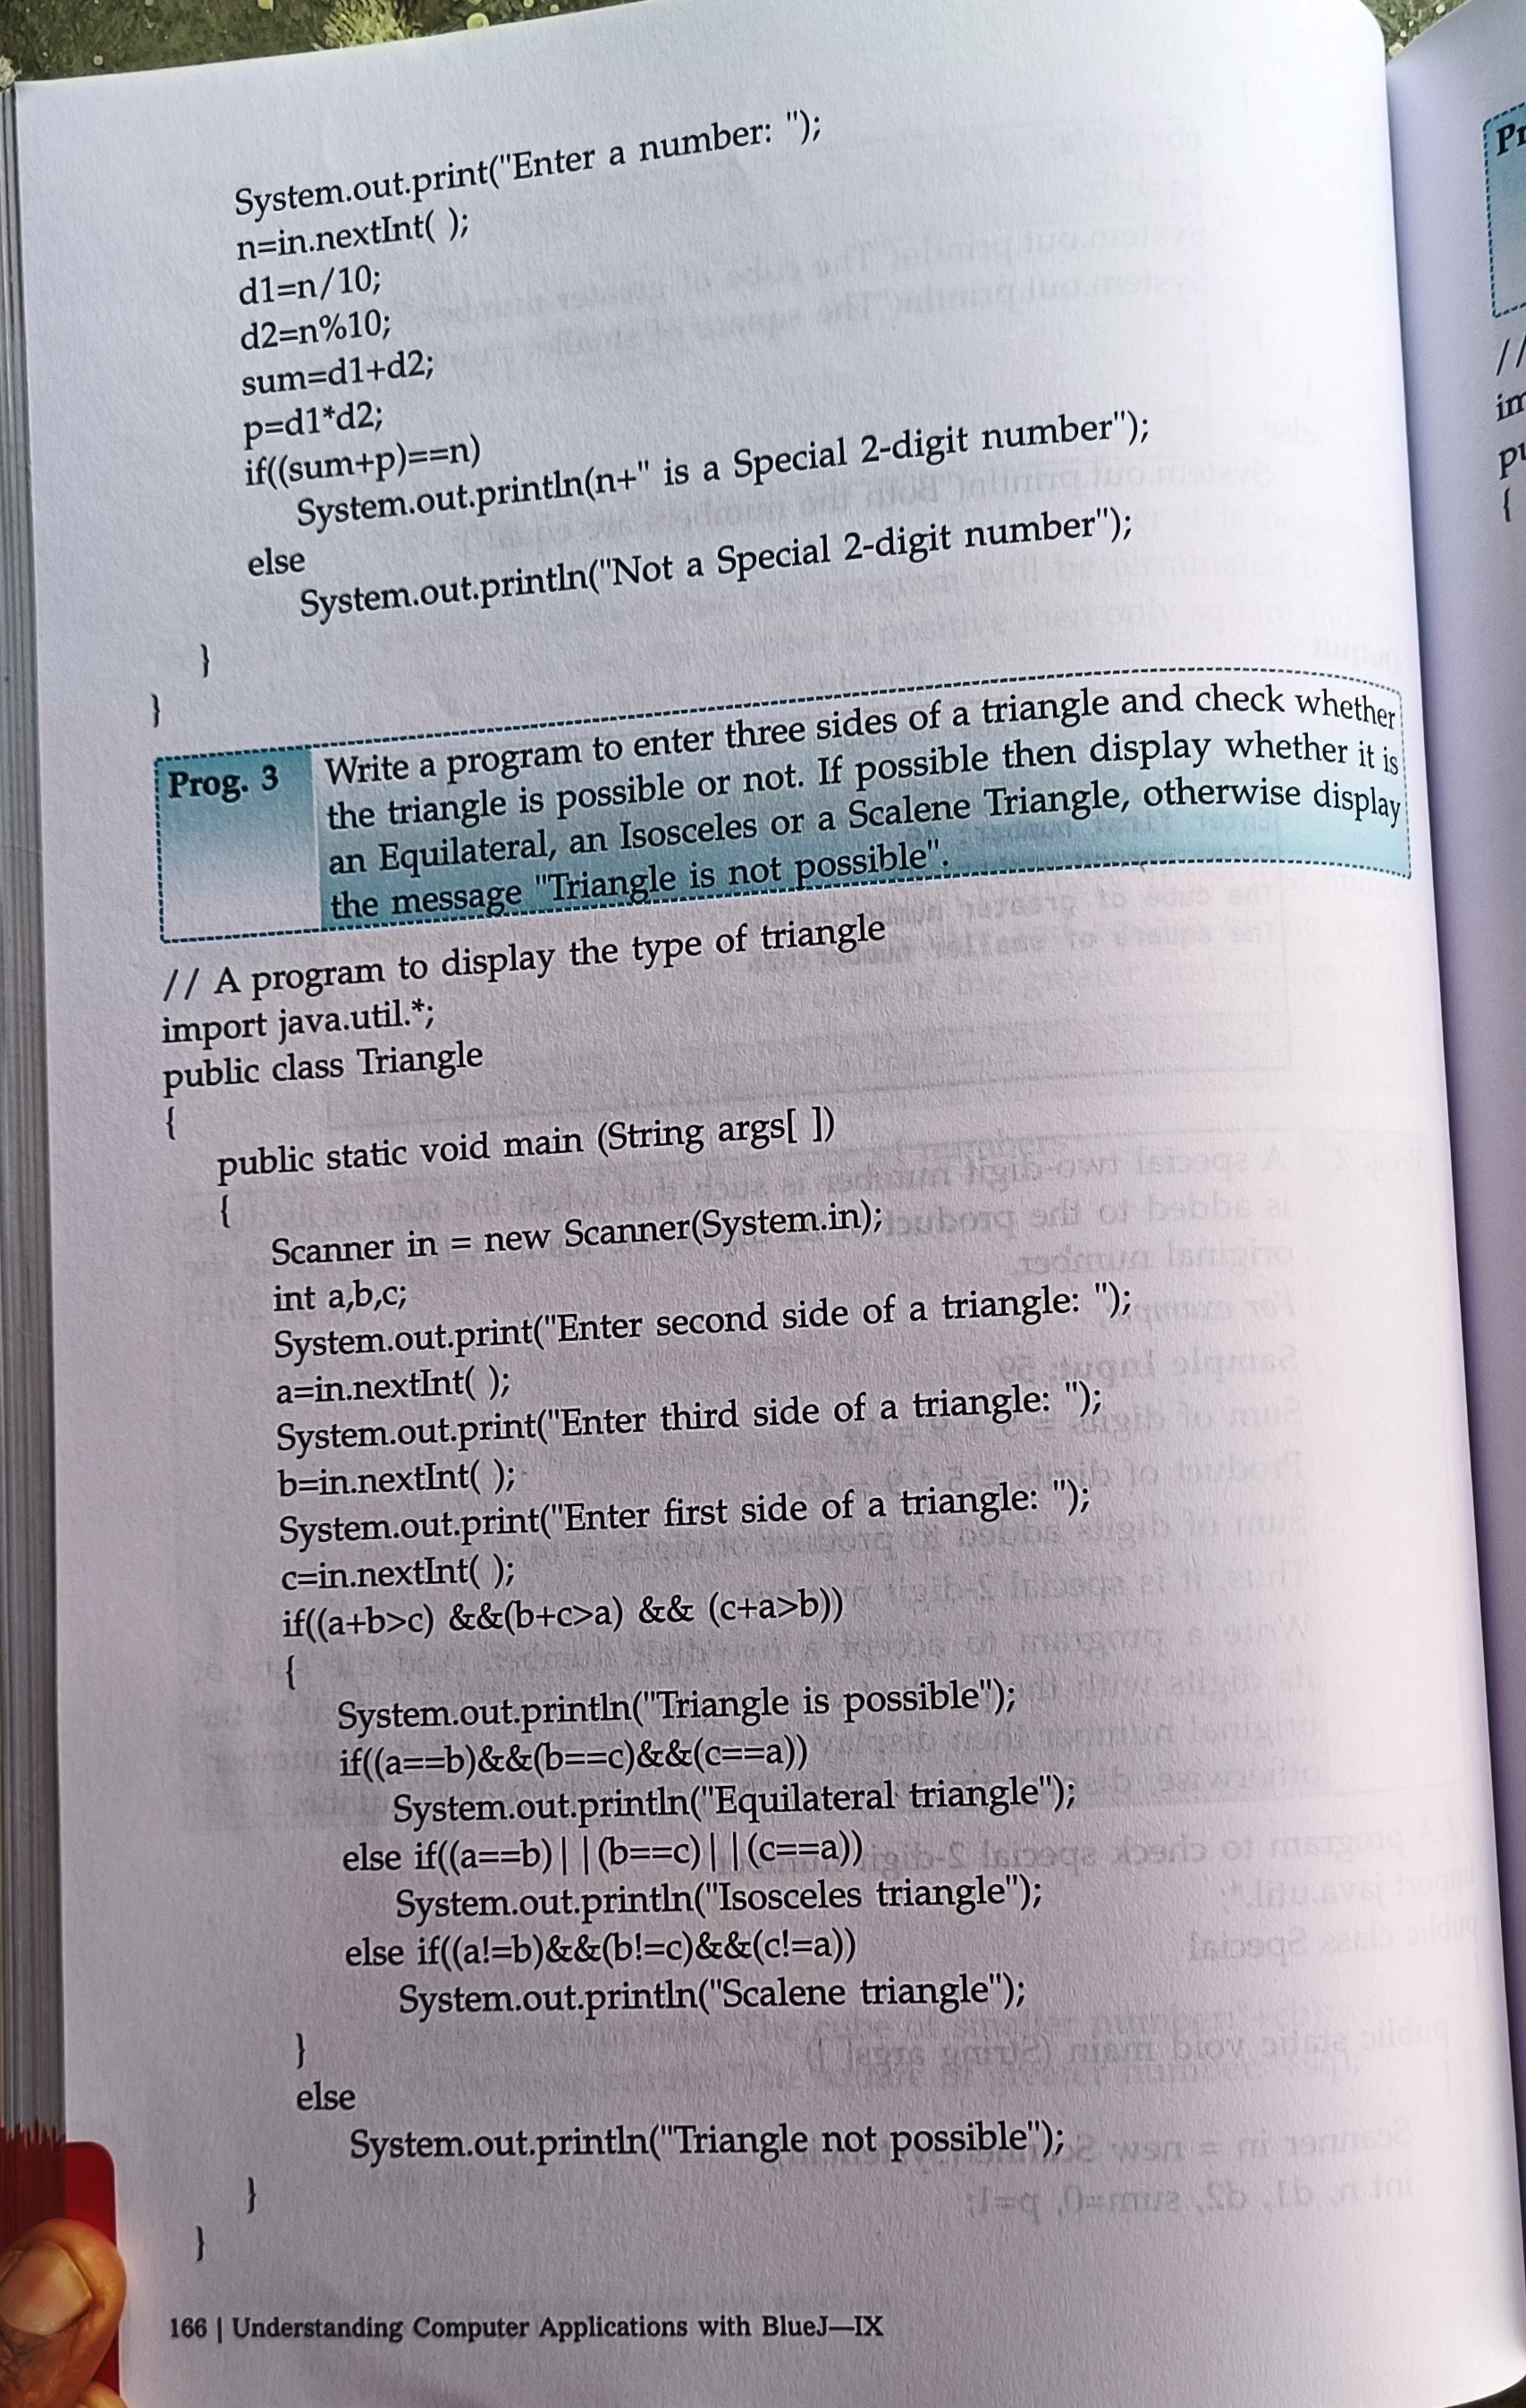 System.out.print("Enter a number: ");
n=in.nextInt( );
d1=n/10;
d2=n%10;
sum=d1+d2;
p=d1*d2;
if((sum+p)==n)
System.out.println(n+" is a Special 2-digit number");
else
System.out.println("Not a Special 2-digit number");
}
}
Prog. 3
Write a program to enter three sides of a triangle and check whether
the triangle is possible or not. If possible then display whether it is
an Equilateral, an Isosceles or a Scalene Triangle, otherwise display
the message "Triangle is not possible".
// A program to display the type of triangle
import java.util.*;
public class Triangle
{
public static void main (String args[ ])
{
Scanner in = new Scanner(System.in);
int a,b,c;
System.out.print("Enter second side of a triangle: ");
a=in.nextInt( );
System.out.print("Enter third side of a triangle: ");
b=in.nextInt( );
System.out.print("Enter first side of a triangle: ");
c=in.nextInt( );
if((a+b>c) &&(b+c>a) && (c+a>b))
{
System.out.println("Triangle is possible");
if((a==b)&&(b==c)&&(c==a))
System.out.println("Equilateral triangle");
else if((a==b)| |(b==c)| |(c==a))
System.out.println("Isosceles triangle");
else if((a!=b)&&(b!=c)&&(c!=a))
System.out.println("Scalene triangle");
}
else
System.out.println("Triangle not possible");
}
}
166 | Understanding Computer Applications with BlueJ—IX